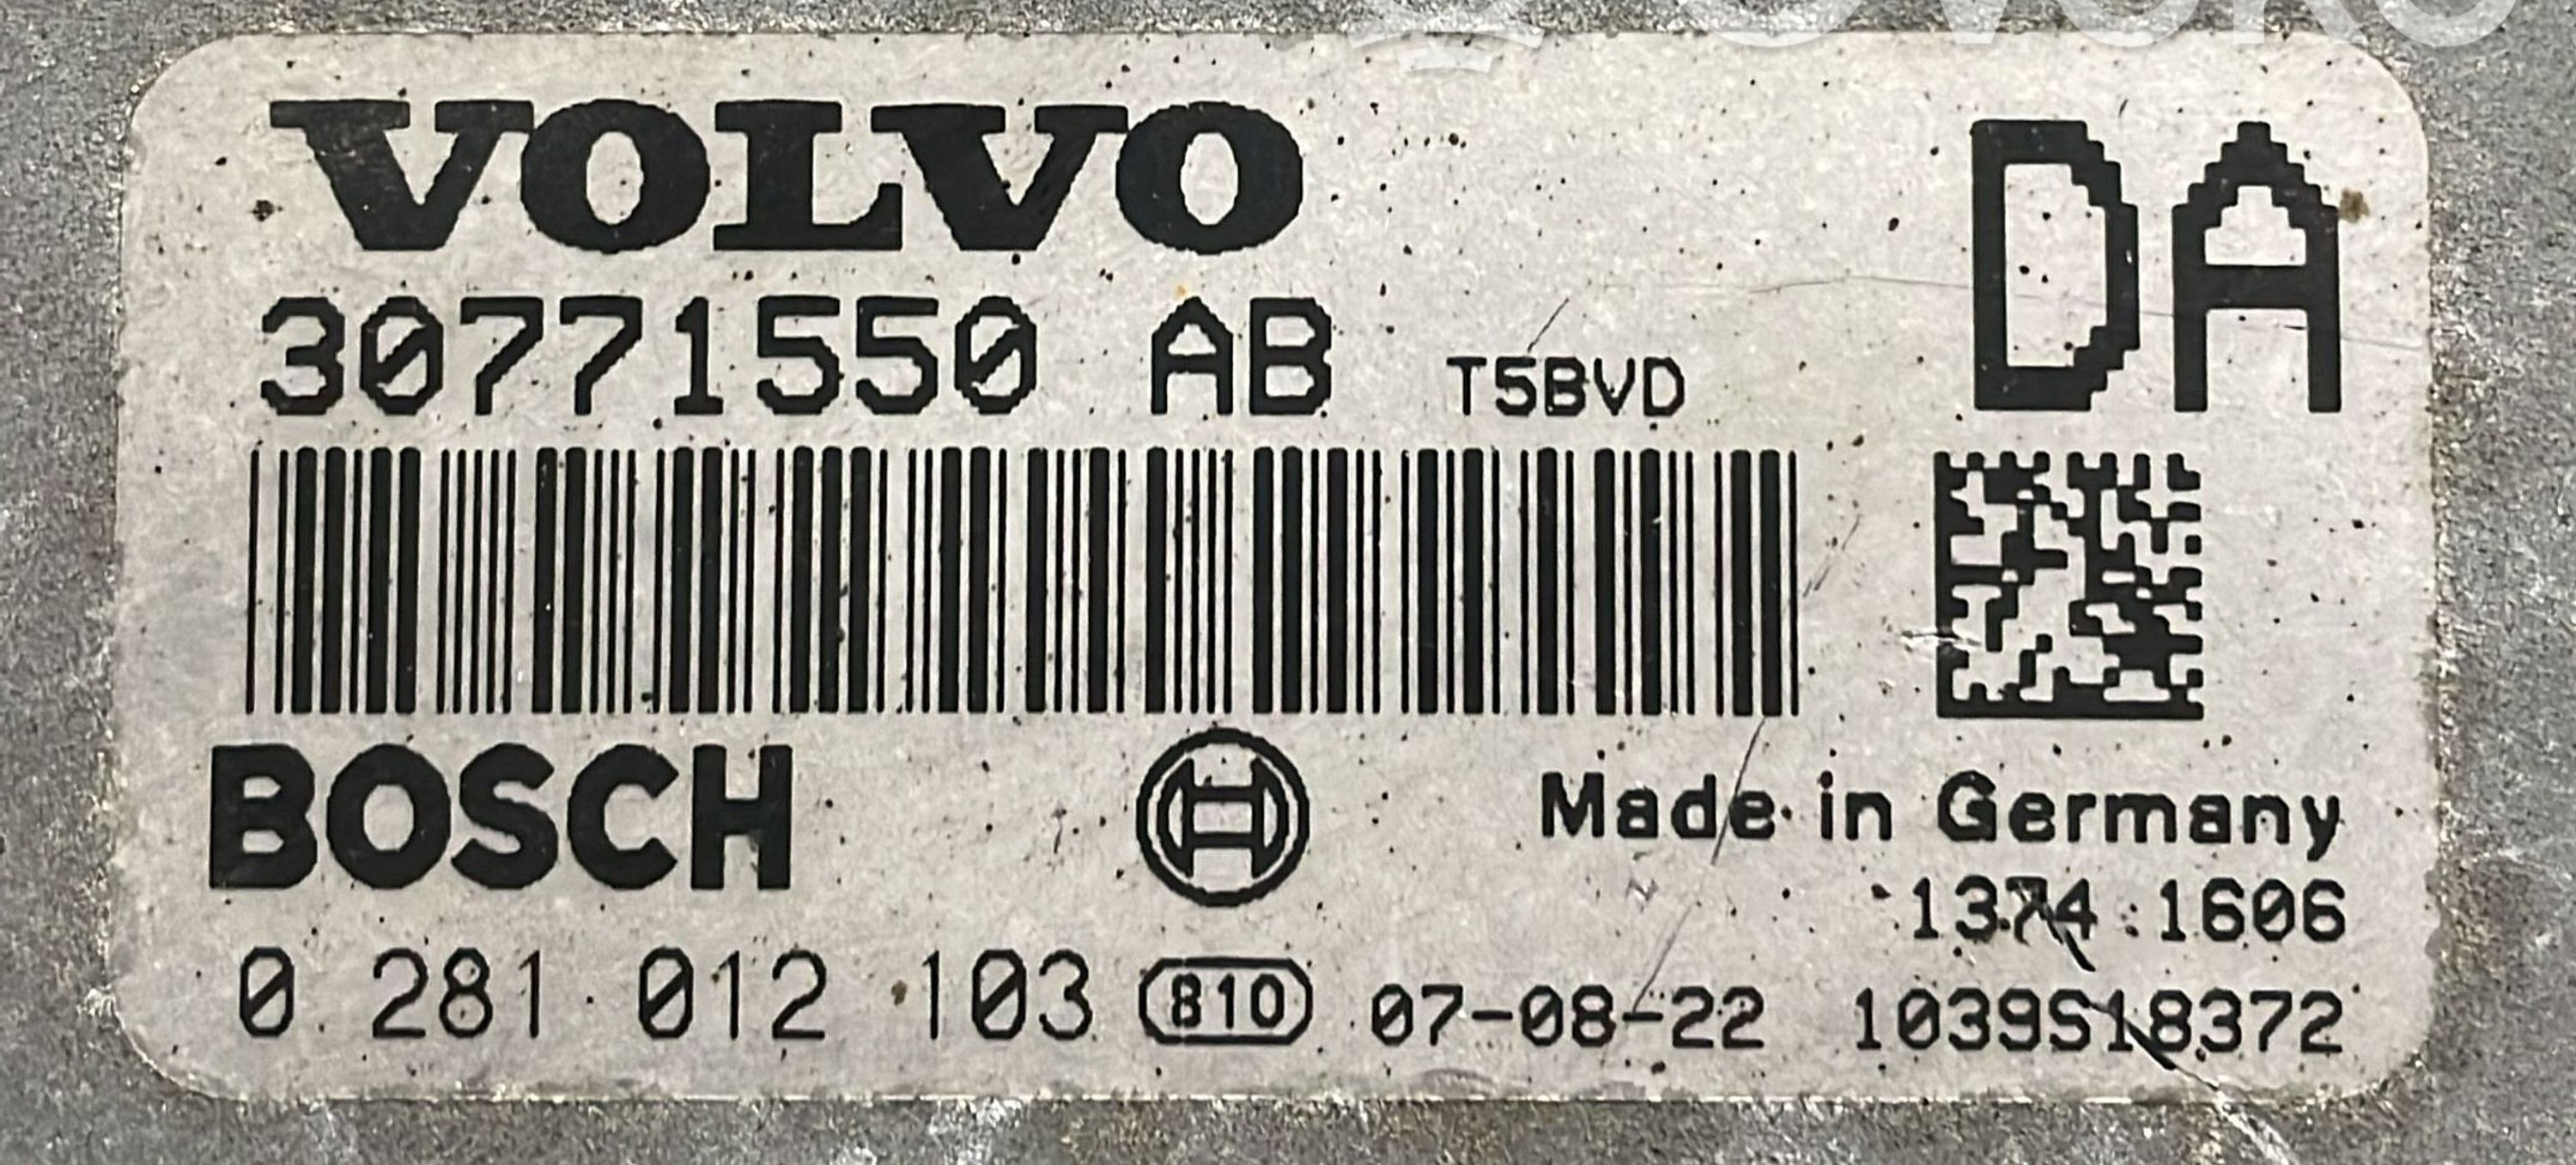 VOLVO
DA
30771550 AB T5BVD
BOSCH
Made in Germany
1374 1606
0 281 012 103 B10 07-08-22 1039S18372